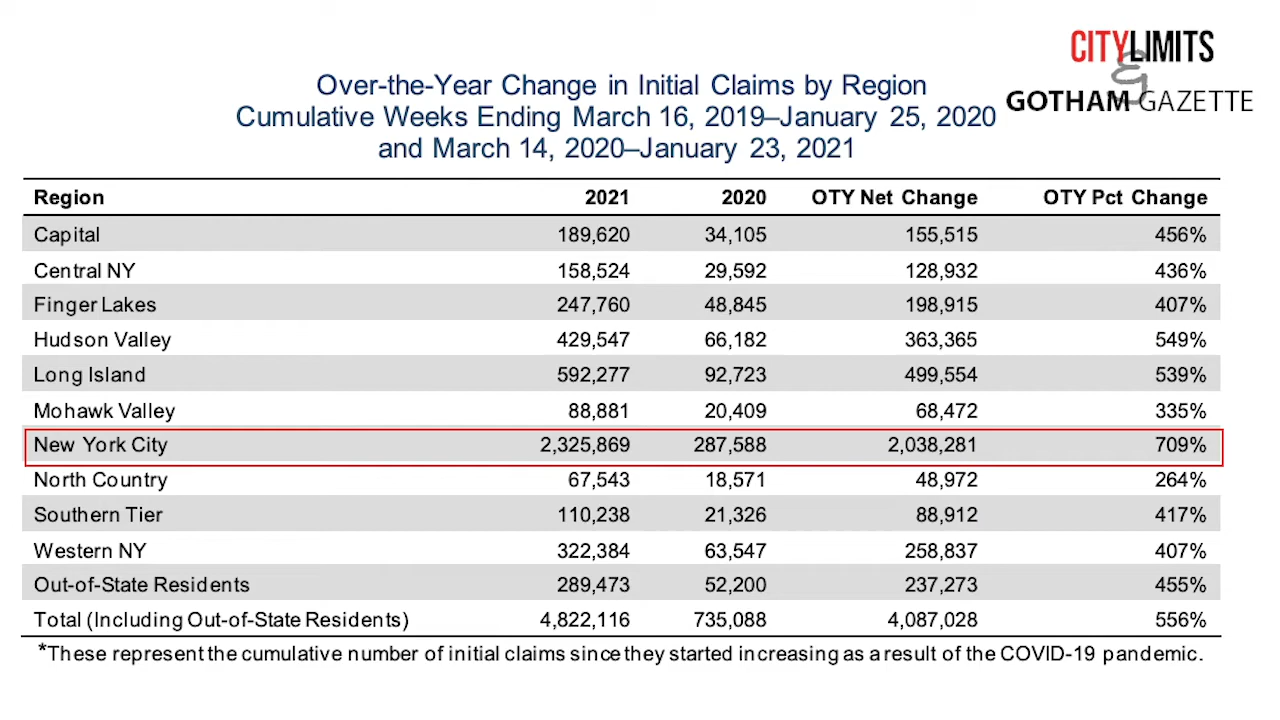 CITYLIMITS
&
GOTHAM GAZETTE
Over-the-Year Change in Initial Claims by Region
Cumulative Weeks Ending March 16, 2019–January 25, 2020
and March 14, 2020–January 23, 2021
Region 2021 2020 OTY Net Change OTY Pct Change
Capital 189,620 34,105 155,515 456%
Central NY 158,524 29,592 128,932 436%
Finger Lakes 247,760 48,845 198,915 407%
Hudson Valley 429,547 66,182 363,365 549%
Long Island 592,277 92,723 499,554 539%
Mohawk Valley 88,881 20,409 68,472 335%
New York City 2,325,869 287,588 2,038,281 709%
North Country 67,543 18,571 48,972 264%
Southern Tier 110,238 21,326 88,912 417%
Western NY 322,384 63,547 258,837 407%
Out-of-State Residents 289,473 52,200 237,273 455%
Total (Including Out-of-State Residents) 4,822,116 735,088 4,087,028 556%
*These represent the cumulative number of initial claims since they started increasing as a result of the COVID-19 pandemic.